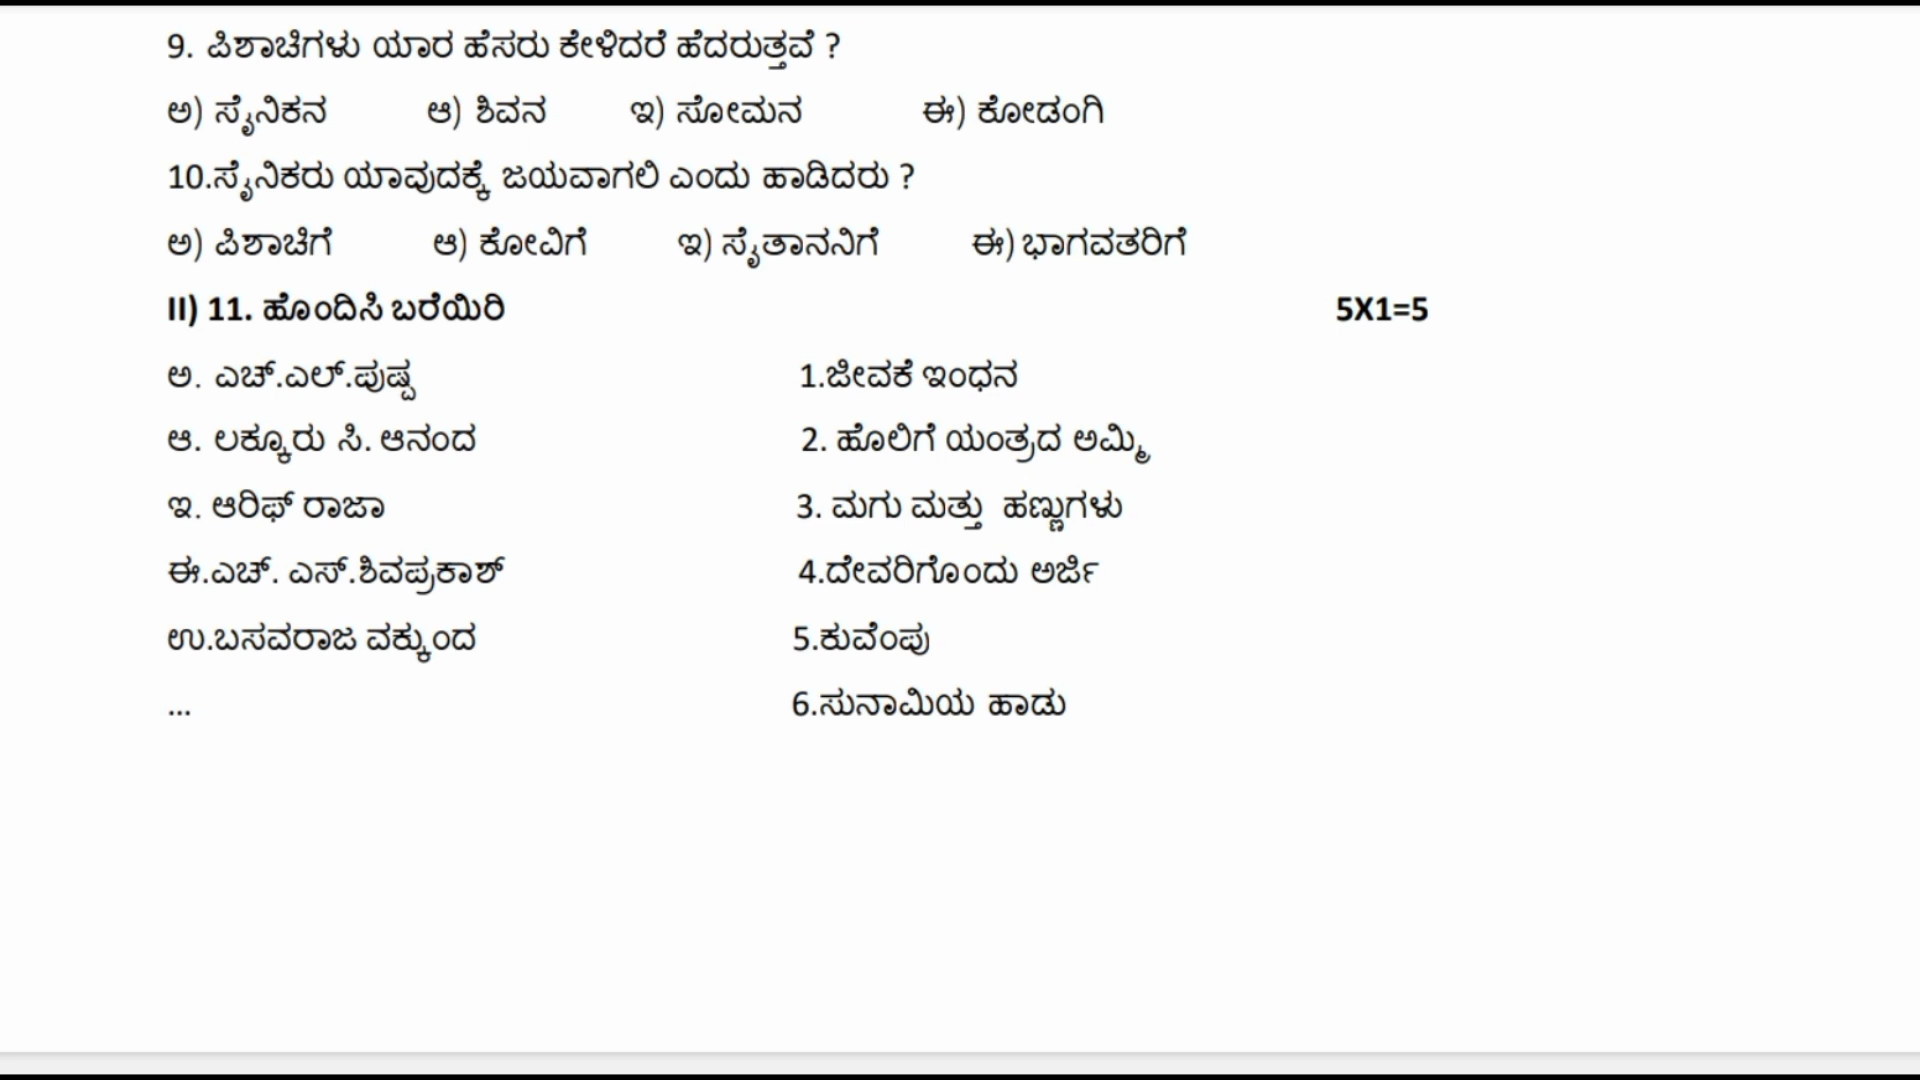 9. ಪಿಶಾಚಿಗಳು ಯಾರ ಹೆಸರು ಕೇಳಿದರೆ ಹೆದರುತ್ತವೆ ?
ಅ) ಸೈನಿಕನ ಆ) ಶಿವನ ಇ) ಸೋಮನ ಈ) ಕೋಡಂಗಿ
10.ಸೈನಿಕರು ಯಾವುದಕ್ಕೆ ಜಯವಾಗಲಿ ಎಂದು ಹಾಡಿದರು ?
ಅ) ಪಿಶಾಚಿಗೆ ಆ) ಕೋವಿಗೆ ಇ) ಸೈತಾನನಿಗೆ ಈ) ಭಾಗವತರಿಗೆ
II) 11. ಹೊಂದಿಸಿ ಬರೆಯಿರಿ 5X1=5
ಅ. ಎಚ್.ಎಲ್.ಪುಷ್ಪ 1.ಜೀವಕೆ ಇಂಧನ
ಆ. ಲಕ್ಕೂರು ಸಿ. ಆನಂದ 2. ಹೊಲಿಗೆ ಯಂತ್ರದ ಅಮ್ಮಿ
ಇ. ಆರಿಫ್ ರಾಜಾ 3. ಮಗು ಮತ್ತು ಹಣ್ಣುಗಳು
ಈ.ಎಚ್. ಎಸ್.ಶಿವಪ್ರಕಾಶ್ 4.ದೇವರಿಗೊಂದು ಅರ್ಜಿ
ಉ.ಬಸವರಾಜ ವಕ್ಕುಂದ 5.ಕುವೆಂಪು
... 6.ಸುನಾಮಿಯ ಹಾಡು